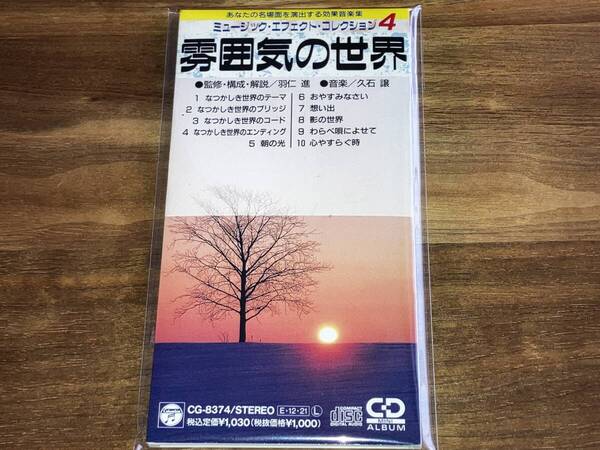 あなたの名場面を演出する効果音楽集
ミュージック・エフェクト・コレクション4
雰囲気の世界
●監修・構成・解説/羽仁 進 ●音楽/久石 譲
1 なつかしき世界のテーマ
2 なつかしき世界のブリッジ
3 なつかしき世界のコード
4 なつかしき世界のエンディング
5 朝の光
6 おやすみなさい
7 想い出
8 影の世界
9 わらべ唄によせて
10 心やすらぐ時
CG-8374/STEREO E・12・21 L
税込定価¥1,030(税抜価格¥1,000)
COMPACT
disc
DIGITAL AUDIO
CD
MINI
ALBUM